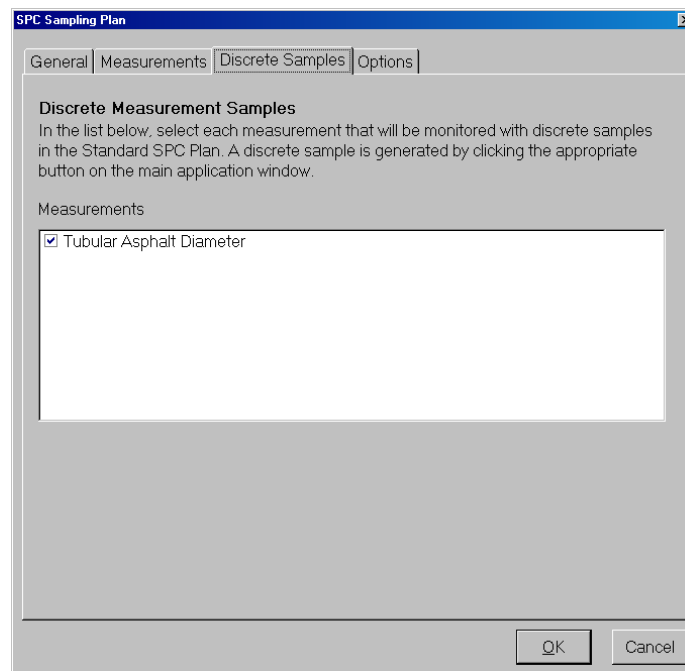 SPC Sampling Plan
General Measurements Discrete Samples Options
Discrete Measurement Samples
In the list below, select each measurement that will be monitored with discrete samples
in the Standard SPC Plan. A discrete sample is generated by clicking the appropriate
button on the main application window.
Measurements
Tubular Asphalt Diameter
OK Cancel